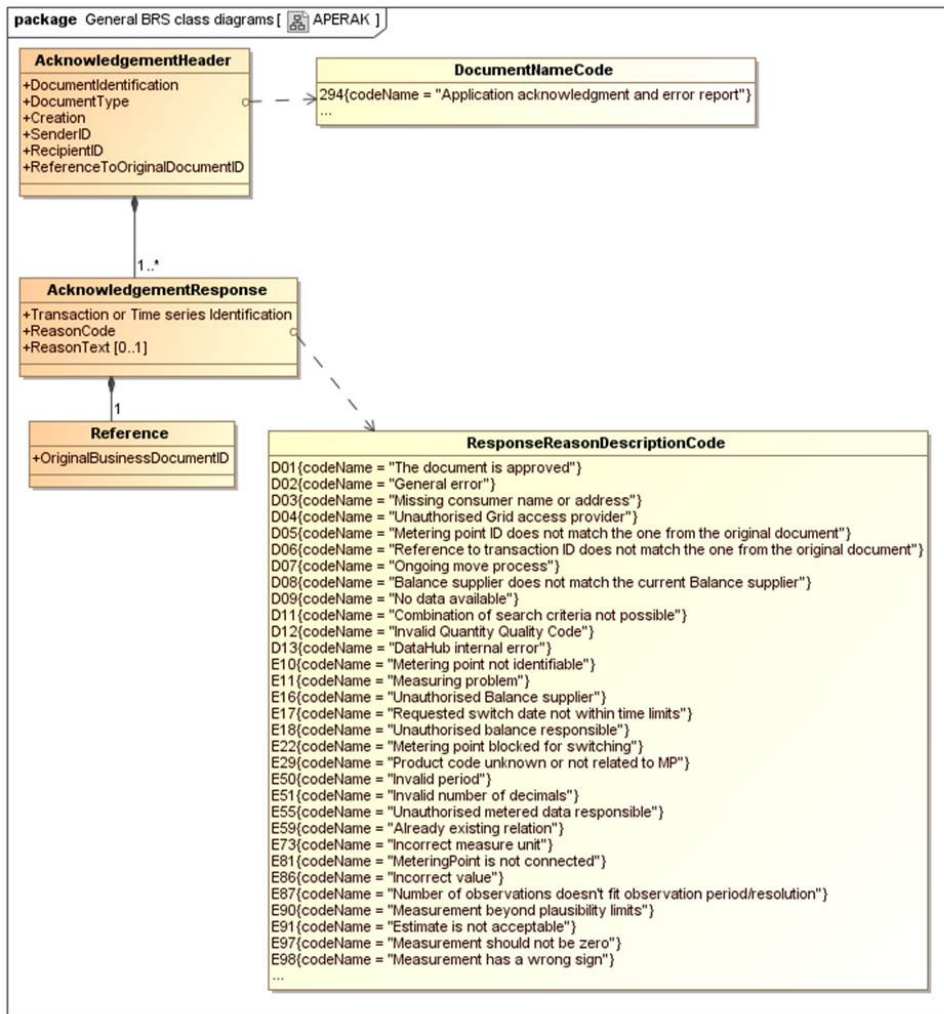 package General BRS class diagrams [ APERAK ]
AcknowledgementHeader
+DocumentIdentification
+DocumentType
+Creation
+SenderID
+RecipientID
+ReferenceToOriginalDocumentID
DocumentNameCode
294{codeName = "Application acknowledgment and error report"}
...
1..*
AcknowledgementResponse
+Transaction or Time series Identification
+ReasonCode
+ReasonText [0..1]
1
Reference
+OriginalBusinessDocumentID
ResponseReasonDescriptionCode
D01{codeName = "The document is approved"}
D02{codeName = "General error"}
D03{codeName = "Missing consumer name or address"}
D04{codeName = "Unauthorised Grid access provider"}
D05{codeName = "Metering point ID does not match the one from the original document"}
D06{codeName = "Reference to transaction ID does not match the one from the original document"}
D07{codeName = "Ongoing move process"}
D08{codeName = "Balance supplier does not match the current Balance supplier"}
D09{codeName = "No data available"}
D11{codeName = "Combination of search criteria not possible"}
D12{codeName = "Invalid Quantity Quality Code"}
D13{codeName = "DataHub internal error"}
E10{codeName = "Metering point not identifiable"}
E11{codeName = "Measuring problem"}
E16{codeName = "Unauthorised Balance supplier"}
E17{codeName = "Requested switch date not within time limits"}
E18{codeName = "Unauthorised balance responsible"}
E22{codeName = "Metering point blocked for switching"}
E29{codeName = "Product code unknown or not related to MP"}
E50{codeName = "Invalid period"}
E51{codeName = "Invalid number of decimals"}
E55{codeName = "Unauthorised metered data responsible"}
E59{codeName = "Already existing relation"}
E73{codeName = "Incorrect measure unit"}
E81{codeName = "MeteringPoint is not connected"}
E86{codeName = "Incorrect value"}
E87{codeName = "Number of observations doesn't fit observation period/resolution"}
E90{codeName = "Measurement beyond plausibility limits"}
E91{codeName = "Estimate is not acceptable"}
E97{codeName = "Measurement should not be zero"}
E98{codeName = "Measurement has a wrong sign"}
...